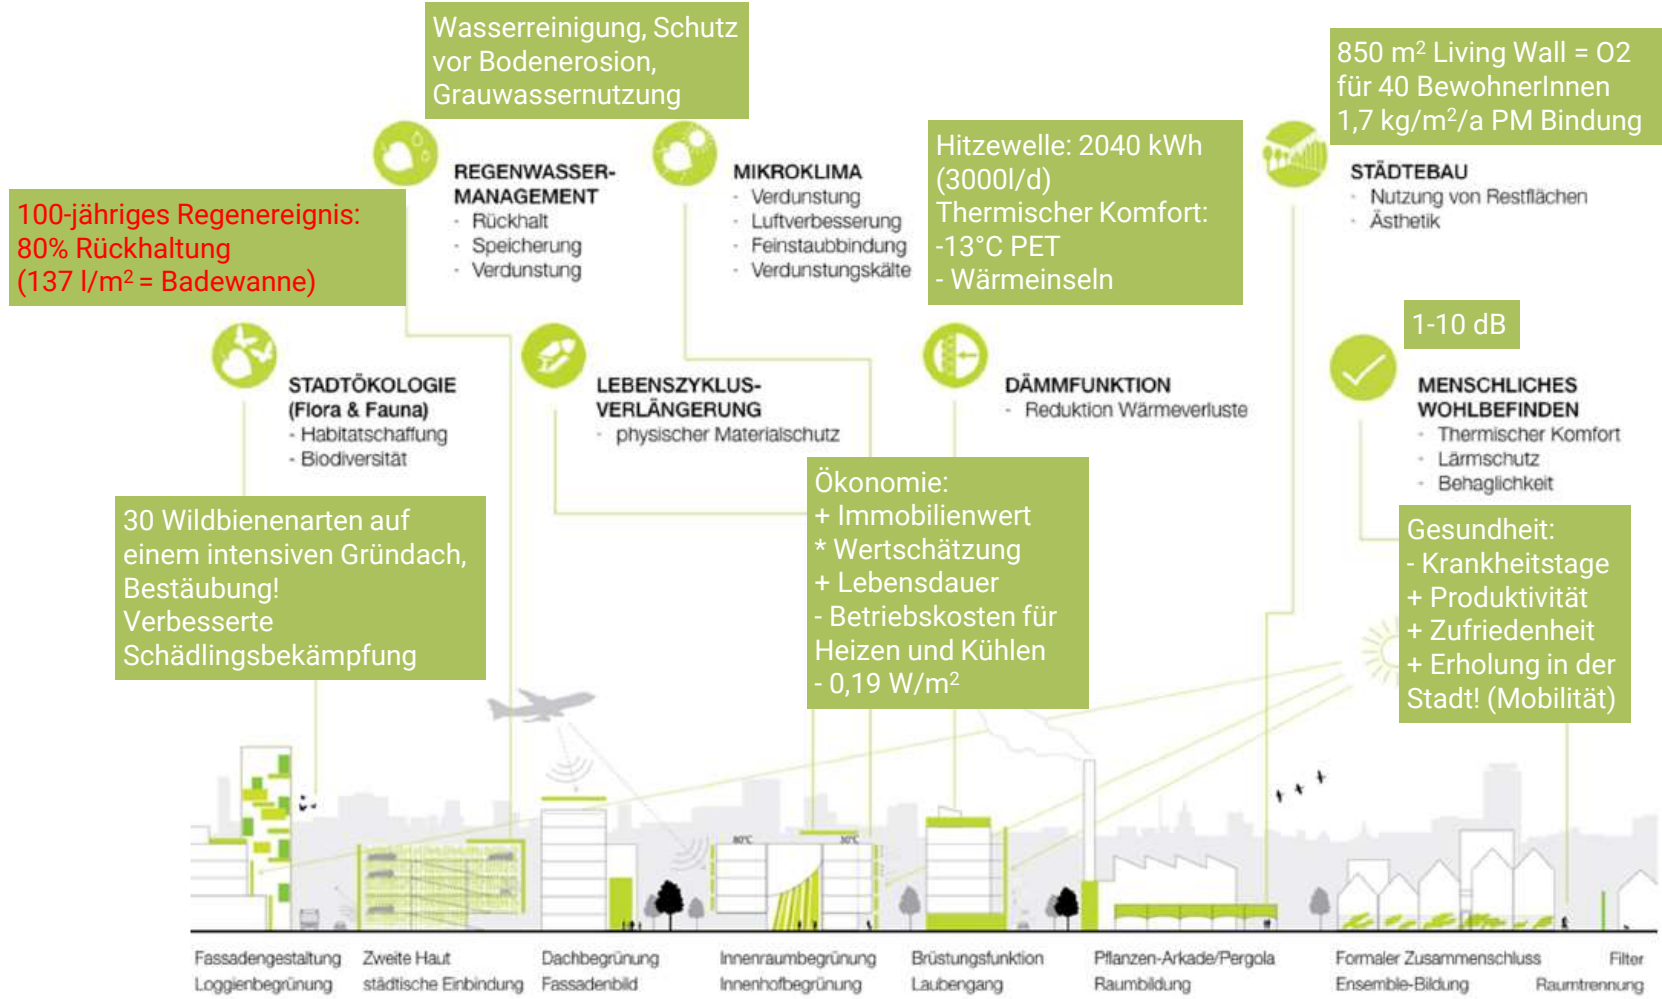 Wasserreinigung, Schutz
vor Bodenerosion,
Grauwassernutzung
850 m² Living Wall = O2
für 40 BewohnerInnen
1,7 kg/m²/a PM Bindung
REGENWASSER-
MANAGEMENT
- Rückhalt
- Speicherung
- Verdunstung
MIKROKLIMA
- Verdunstung
- Luftverbesserung
- Feinstaubbindung
- Verdunstungskälte
Hitzewelle: 2040 kWh
(3000l/d)
Thermischer Komfort:
-13°C PET
- Wärmeinseln
STÄDTEBAU
- Nutzung von Restflächen
- Ästhetik
100-jähriges Regenereignis:
80% Rückhaltung
(137 l/m² = Badewanne)
1-10 dB
STADTÖKOLOGIE
(Flora & Fauna)
- Habitatschaffung
- Biodiversität
LEBENSZYKLUS-
VERLÄNGERUNG
- physischer Materialschutz
DÄMMFUNKTION
- Reduktion Wärmeverluste
MENSCHLICHES
WOHLBEFINDEN
- Thermischer Komfort
- Lärmschutz
- Behaglichkeit
30 Wildbienenarten auf
einem intensiven Gründach,
Bestäubung!
Verbesserte
Schädlingsbekämpfung
Ökonomie:
+ Immobilienwert
* Wertschätzung
+ Lebensdauer
- Betriebskosten für
Heizen und Kühlen
- 0,19 W/m²
Gesundheit:
- Krankheitstage
+ Produktivität
+ Zufriedenheit
+ Erholung in der
Stadt! (Mobilität)
80°C
30°C
Fassadengestaltung
Loggienbegrünung
Zweite Haut
städtische Einbindung
Dachbegrünung
Fassadenbild
Innenraumbegrünung
Innenhofbegrünung
Brüstungsfunktion
Laubengang
Pflanzen-Arkade/Pergola
Raumbildung
Formaler Zusammenschluss
Ensemble-Bildung
Filter
Raumtrennung